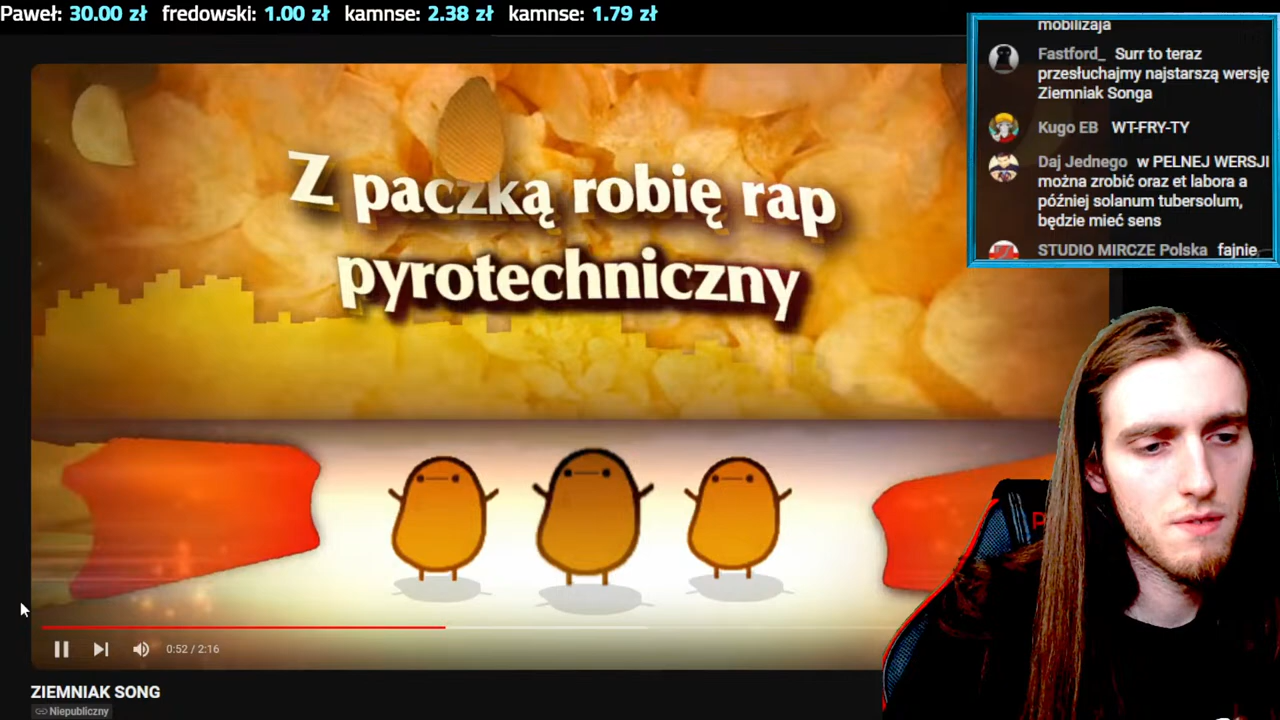 Paweł: 30.00 zł fredowski: 1.00 zł kamnse: 2.38 zł kamnse: 1.79 zł
mobilizaja
Fastford_ Surr to teraz
przesłuchajmy najstarszą wersję
Ziemniak Songa
Kugo EB WT-FRY-TY
Daj Jednego w PEŁNEJ WERSJI
można zrobić oraz et labora a
później solanum tubersolum,
będzie mieć sens
STUDIO MIRCZE Polska fajnie
Z paczką robię rap
pyrotechniczny
0:52 / 2:16
ZIEMNIAK SONG
Niepubliczny